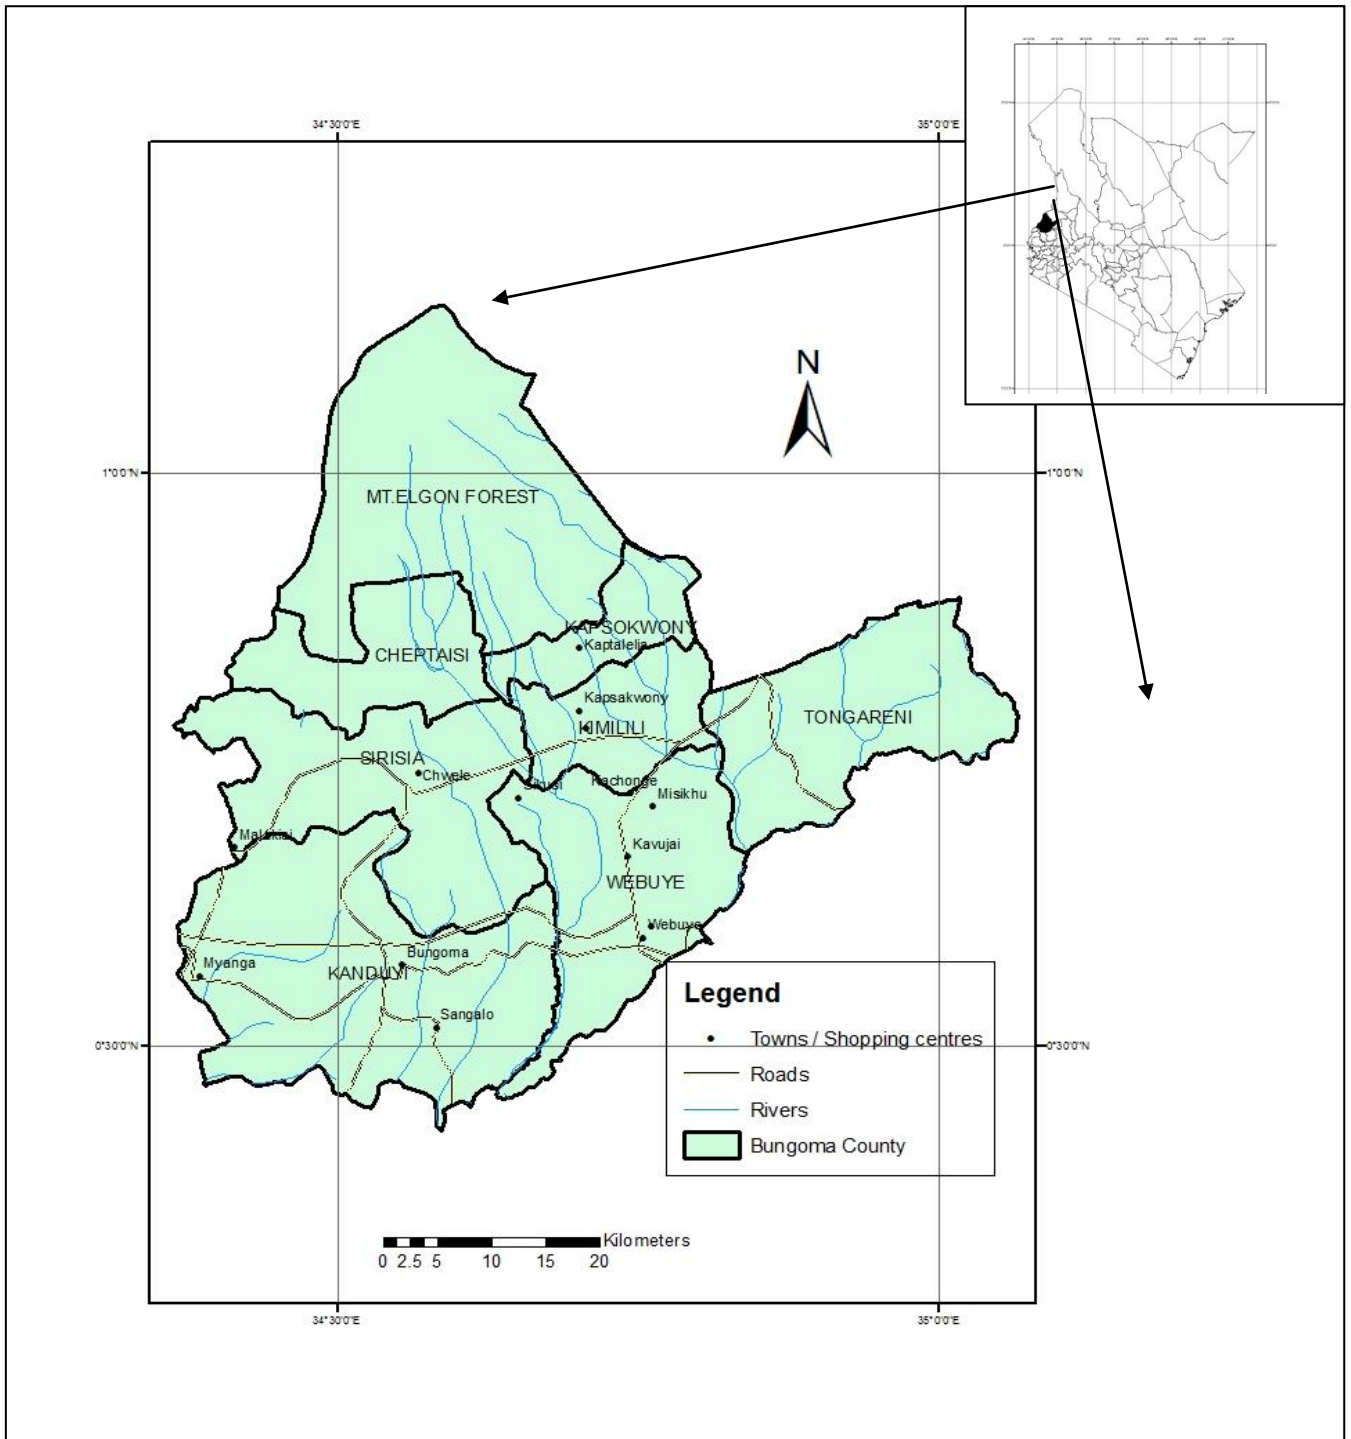 34°30'0"E
35°0'0"E
N
1°0'0"N
1°0'0"N
MT.ELGON FOREST
KAPSOKWONY
Kaptalelia
CHEPTAISI
Kapsakwony
TONGARENI
KIMILILI
SIRISIA
Chwele
Kachonge
Misikhu
Kavujai
WEBUYE
Webuye
Bungoma
Myanga
KANDUYI
Sangalo
Legend
Towns / Shopping centres
0°30'0"N
0°30'0"N
Roads
Rivers
Bungoma County
Kilometers
0 2.5 5 10 15 20
34°30'0"E
35°0'0"E